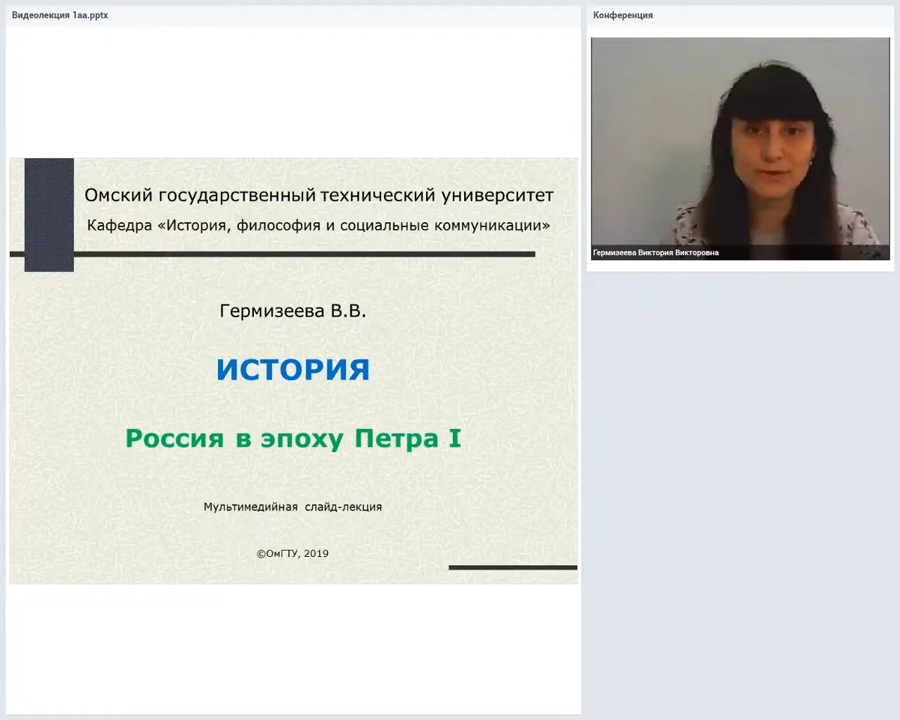 Видеолекция 1aa.pptx
Конференция
Омский государственный технический университет
Кафедра «История, философия и социальные коммуникации»
Гермизеева В.В.
ИСТОРИЯ
Россия в эпоху Петра I
Мультимедийная слайд-лекция
©ОмГТУ, 2019
Гермизеева Виктория Викторовна